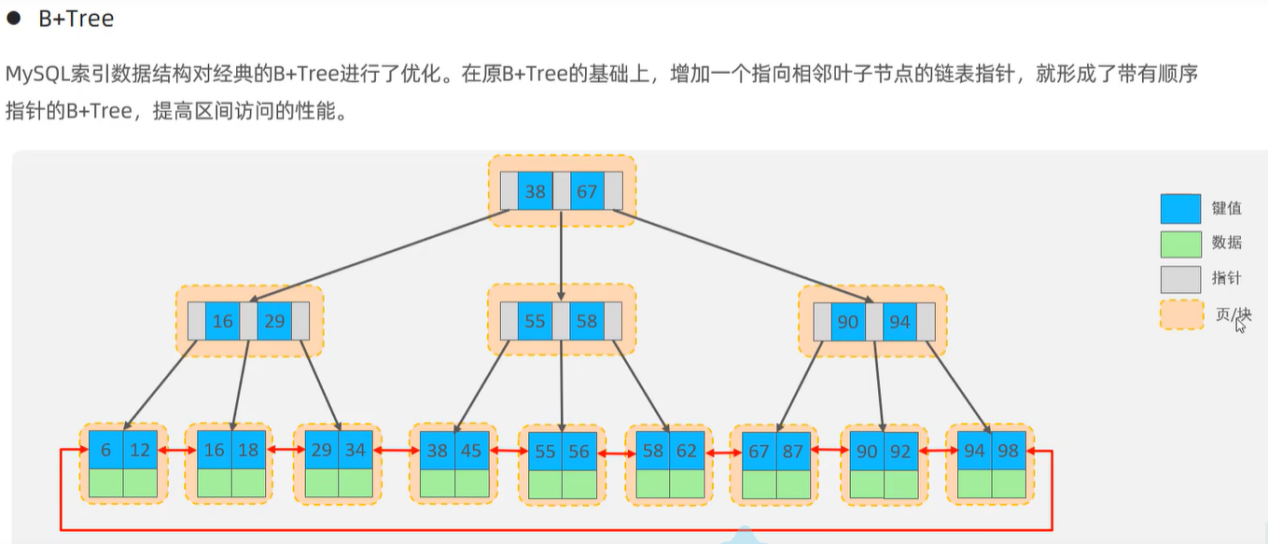 ● B+Tree
MySQL索引数据结构对经典的B+Tree进行了优化。在原B+Tree的基础上，增加一个指向相邻叶子节点的链表指针，就形成了带有顺序
指针的B+Tree，提高区间访问的性能。
38 67
键值
数据
指针
页/块
16 29
55 58
90 94
6 12
16 18
29 34
38 45
55 56
58 62
67 87
90 92
94 98